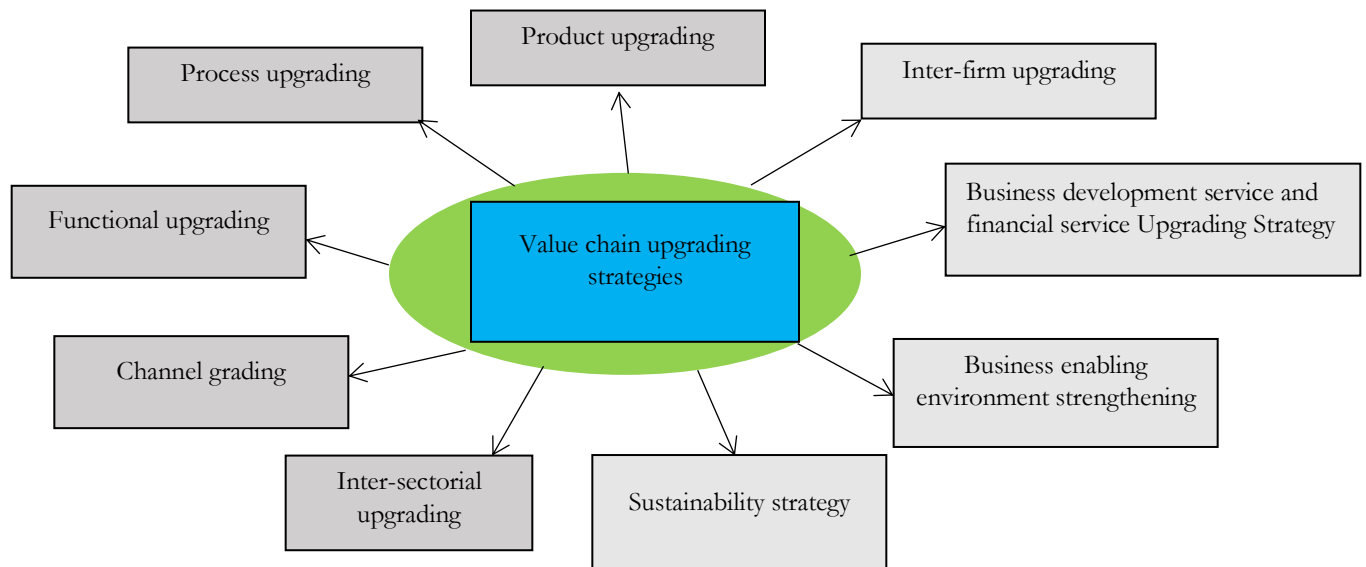 Product upgrading
Process upgrading
Inter-firm upgrading
Functional upgrading
Business development service and
financial service Upgrading Strategy
Value chain upgrading
strategies
Channel grading
Business enabling
environment strengthening
Inter-sectorial
upgrading
Sustainability strategy